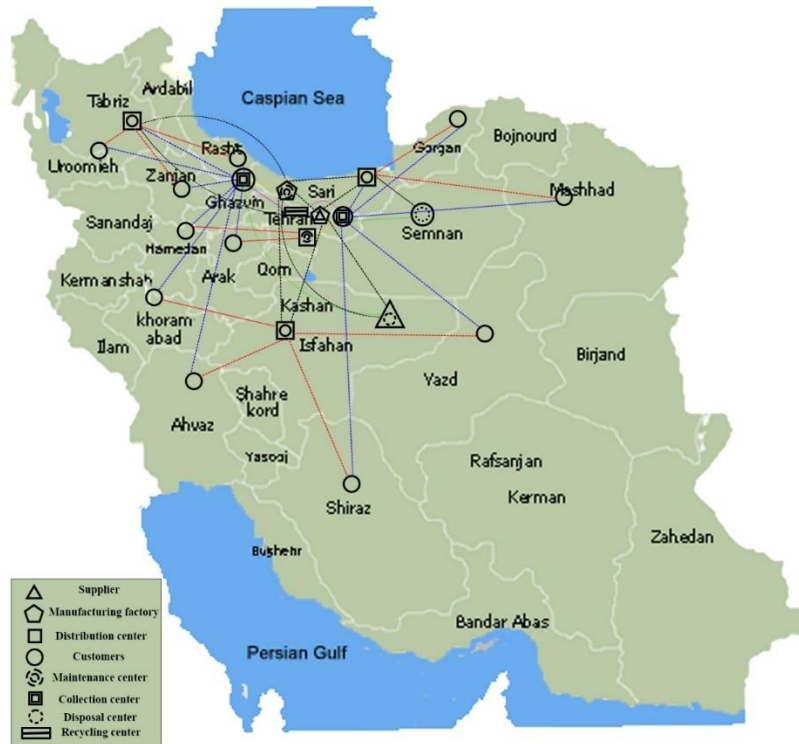 Ardabil
Tabriz
Caspian Sea
Rasht
Gorgan
Bojnourd
Uroomieh
Zanjan
Sari
Mashhad
Ghazvin
Tehran
Semnan
Sanandaj
Hamedan
Arak
Qom
Kermanshah
Kashan
khoram
abad
Isfahan
Ilam
Birjand
Yazd
Shahre
kord
Ahvaz
Yasooj
Rafsanjan
Kerman
Shiraz
Zahedan
Bushehr
Bandar Abas
Persian Gulf
Supplier
Manufacturing factory
Distribution center
Customers
Maintenance center
Collection center
Disposal center
Recycling center